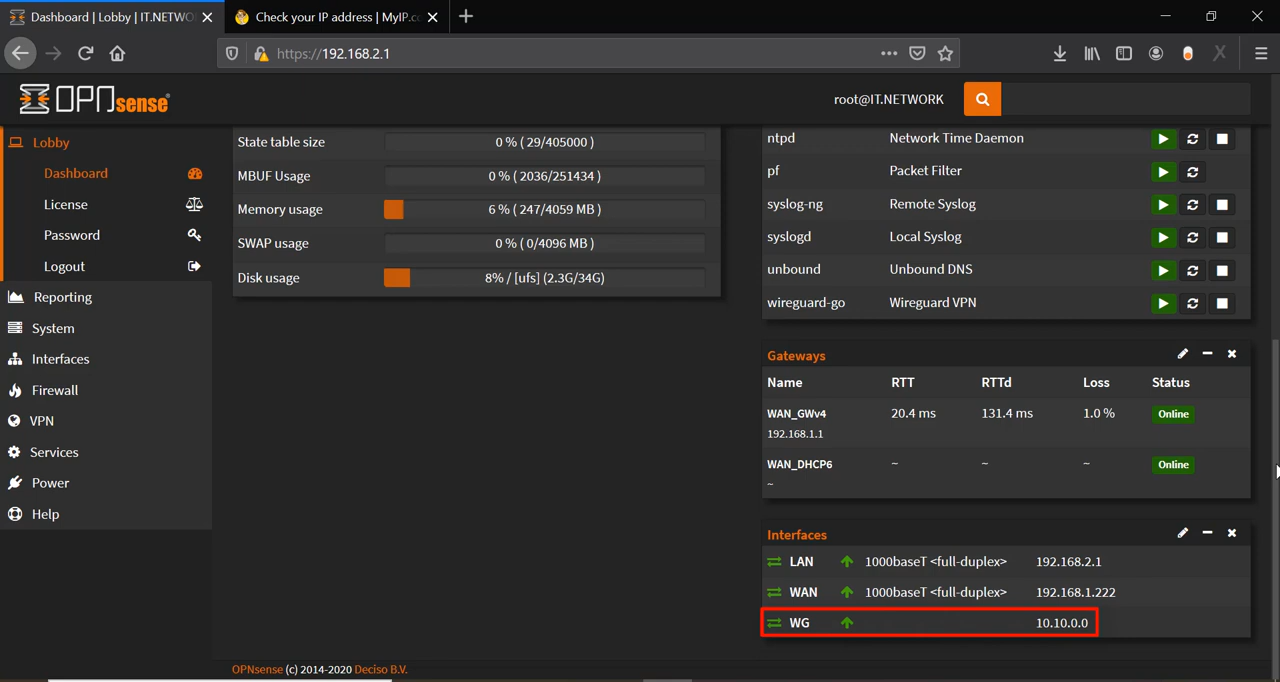 Dashboard | Lobby | IT.NETWO
Check your IP address | MyIP.c
https://192.168.2.1
OPNsense
root@IT.NETWORK
Lobby
Dashboard
License
Password
Logout
Reporting
System
Interfaces
Firewall
VPN
Services
Power
Help
State table size 0 % ( 29/405000 )
MBUF Usage 0 % ( 2036/251434 )
Memory usage 6 % ( 247/4059 MB )
SWAP usage 0 % ( 0/4096 MB )
Disk usage 8% / [ufs] (2.3G/34G)
ntpd Network Time Daemon
pf Packet Filter
syslog-ng Remote Syslog
syslogd Local Syslog
unbound Unbound DNS
wireguard-go Wireguard VPN
Gateways
Name RTT RTTd Loss Status
WAN_GWv4 20.4 ms 131.4 ms 1.0 % Online
192.168.1.1
WAN_DHCP6 ~ ~ ~ Online
~
Interfaces
LAN 1000baseT <full-duplex> 192.168.2.1
WAN 1000baseT <full-duplex> 192.168.1.222
WG 10.10.0.0
OPNsense (c) 2014-2020 Deciso B.V.